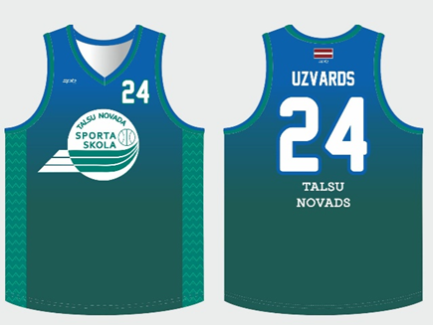 24
TALSU NOVADA
SPORTA
SKOLA
UZVARDS
24
TALSU
NOVADS